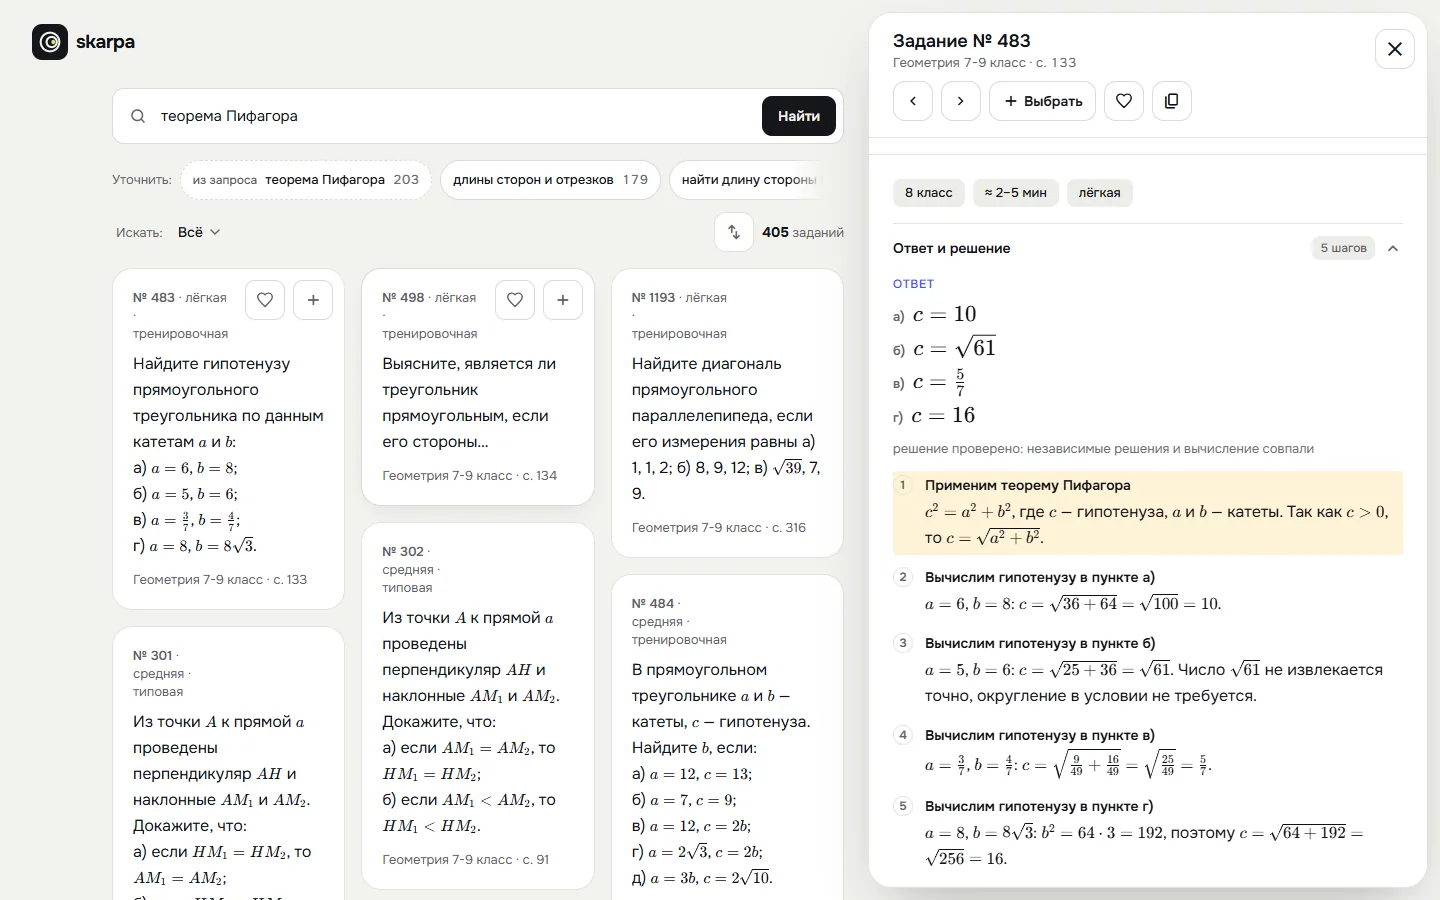 skarpa
теорема Пифагора
Найти
Уточнить: из запроса теорема Пифагора 203 длины сторон и отрезков 179 найти длину стороны
Искать: Всё
405 заданий
№ 483 · лёгкая
·
тренировочная
Найдите гипотенузу
прямоугольного
треугольника по данным
катетам a и b:
а) a = 6, b = 8;
б) a = 5, b = 6;
в) a = 3/7, b = 4/7;
г) a = 8, b = 8√3.
Геометрия 7-9 класс · с. 133
№ 301 ·
средняя ·
типовая
Из точки A к прямой a
проведены
перпендикуляр AH и
наклонные AM₁ и AM₂.
Докажите, что:
а) если HM₁ = HM₂, то
AM₁ = AM₂;
№ 498 · лёгкая
·
тренировочная
Выясните, является ли
треугольник
прямоугольным, если
его стороны...
Геометрия 7-9 класс · с. 134
№ 302 ·
средняя ·
типовая
Из точки A к прямой a
проведены
перпендикуляр AH и
наклонные AM₁ и AM₂.
Докажите, что:
а) если AM₁ = AM₂, то
HM₁ = HM₂;
б) если AM₁ < AM₂, то
HM₁ < HM₂.
Геометрия 7-9 класс · с. 91
№ 1193 · лёгкая
·
тренировочная
Найдите диагональ
прямоугольного
параллелепипеда, если
его измерения равны а)
1, 1, 2; б) 8, 9, 12; в) √39, 7,
9.
Геометрия 7-9 класс · с. 316
№ 484 ·
средняя ·
тренировочная
В прямоугольном
треугольнике a и b –
катеты, c – гипотенуза.
Найдите b, если:
а) a = 12, c = 13;
б) a = 7, c = 9;
в) a = 12, c = 2b;
г) a = 2√3, c = 2b;
д) a = 3b, c = 2√10.
Задание № 483
Геометрия 7-9 класс · с. 133
Выбрать
8 класс ≈ 2–5 мин лёгкая
Ответ и решение 5 шагов
ОТВЕТ
а) c = 10
б) c = √61
в) c = 5/7
г) c = 16
решение проверено: независимые решения и вычисление совпали
1 Применим теорему Пифагора
c² = a² + b², где c – гипотенуза, a и b – катеты. Так как c > 0,
то c = √(a² + b²).
2 Вычислим гипотенузу в пункте а)
a = 6, b = 8: c = √(36 + 64) = √100 = 10.
3 Вычислим гипотенузу в пункте б)
a = 5, b = 6: c = √(25 + 36) = √61. Число √61 не извлекается
точно, округление в условии не требуется.
4 Вычислим гипотенузу в пункте в)
a = 3/7, b = 4/7: c = √(9/49 + 16/49) = √(25/49) = 5/7.
5 Вычислим гипотенузу в пункте г)
a = 8, b = 8√3: b² = 64 · 3 = 192, поэтому c = √(64 + 192) =
√256 = 16.